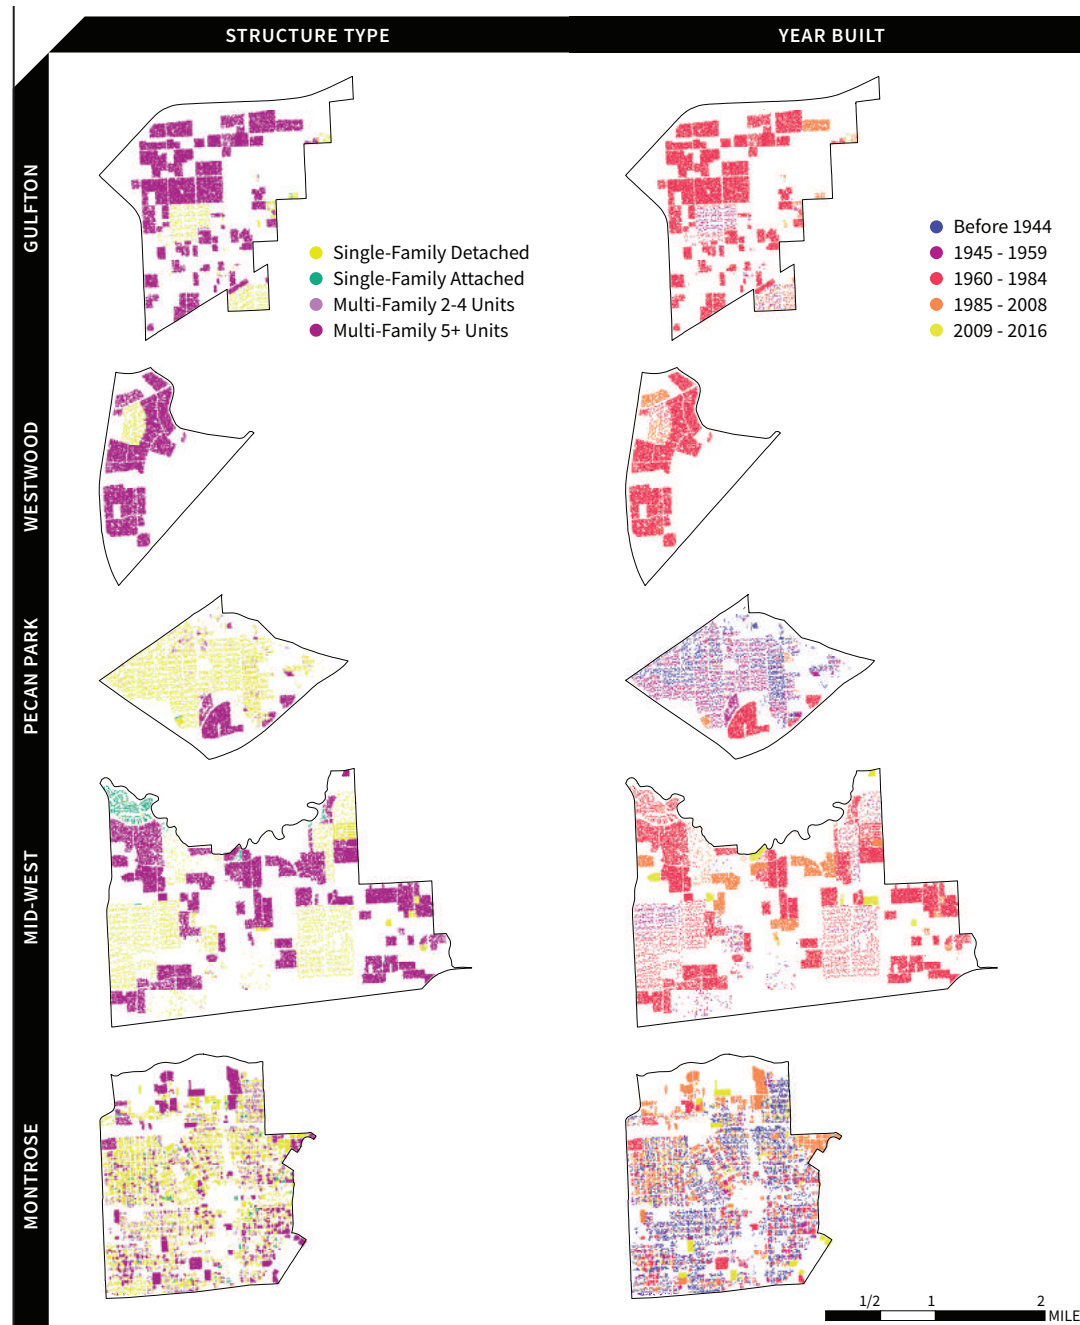 STRUCTURE TYPE
YEAR BUILT
GULFTON
Single-Family Detached
Single-Family Attached
Multi-Family 2-4 Units
Multi-Family 5+ Units
Before 1944
1945 - 1959
1960 - 1984
1985 - 2008
2009 - 2016
WESTWOOD
PECAN PARK
MID-WEST
MONTROSE
1/2 1 2
MILE